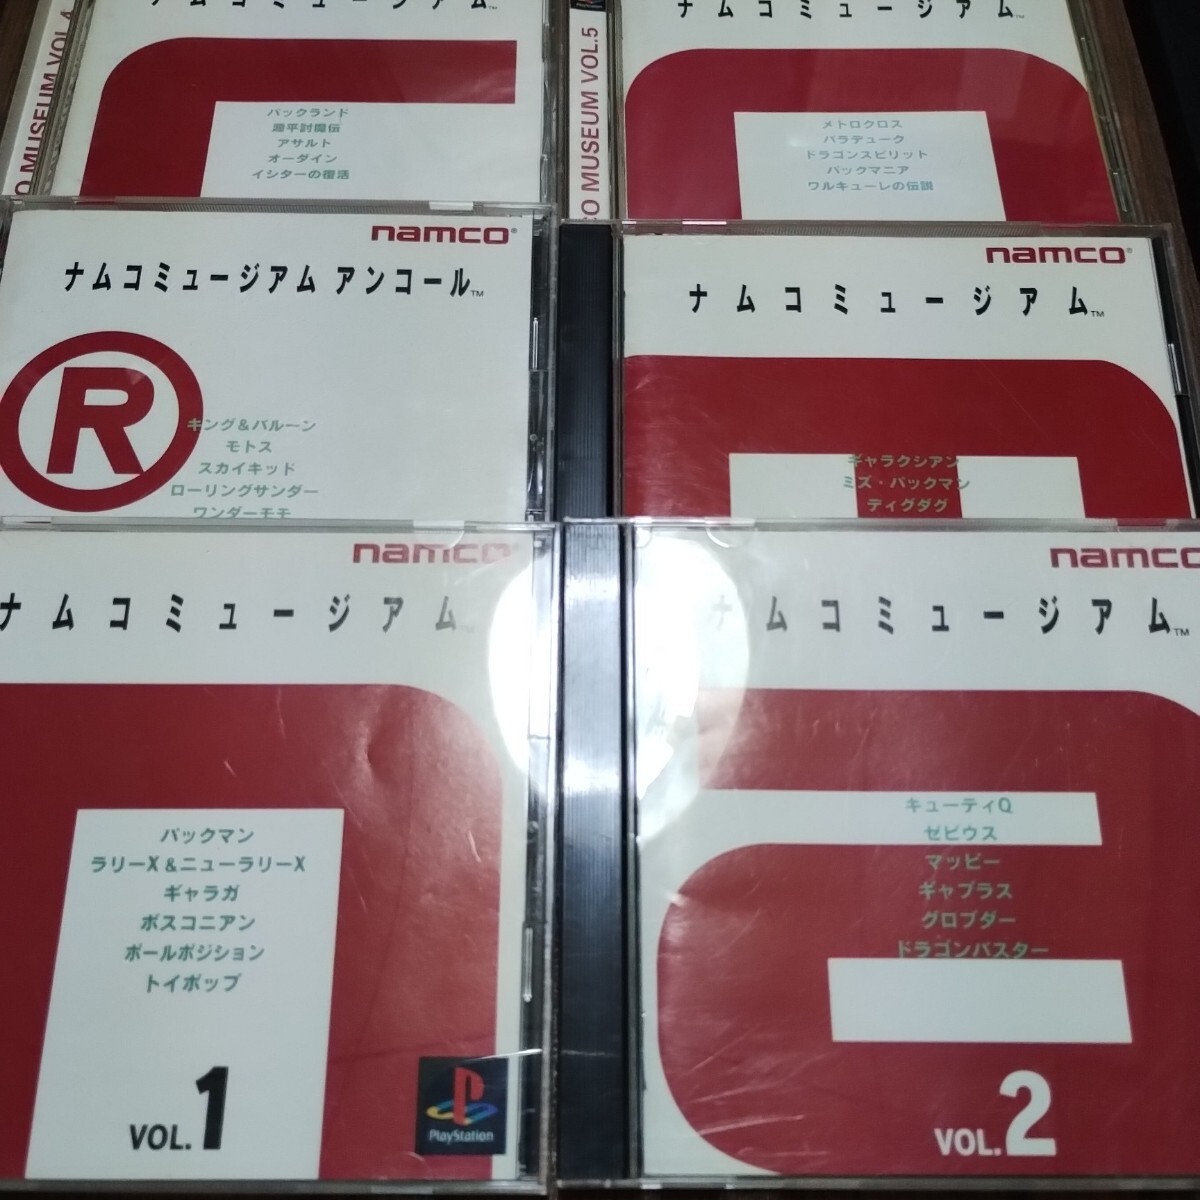 ナムコミュージアム™
O MUSEUM VOL.4
パックランド
源平討魔伝
アサルト
オーダイン
イシターの復活
ナムコミュージアム™
CO MUSEUM VOL.5
メトロクロス
バラデューク
ドラゴンスピリット
パックマニア
ワルキューレの伝説
namco®
ナムコミュージアム アンコール™
R
キング&バルーン
モトス
スカイキッド
ローリングサンダー
ワンダーモモ
namco®
ナムコミュージアム™
ギャラクシアン
ミズ・パックマン
ディグダグ
namco
ナムコミュージアム
パックマン
ラリーX&ニューラリーX
ギャラガ
ボスコニアン
ポールポジション
トイポップ
VOL.1
PlayStation
namco
ナムコミュージアム™
キューティQ
ゼビウス
マッピー
ギャプラス
グロブダー
ドラゴンバスター
VOL.2